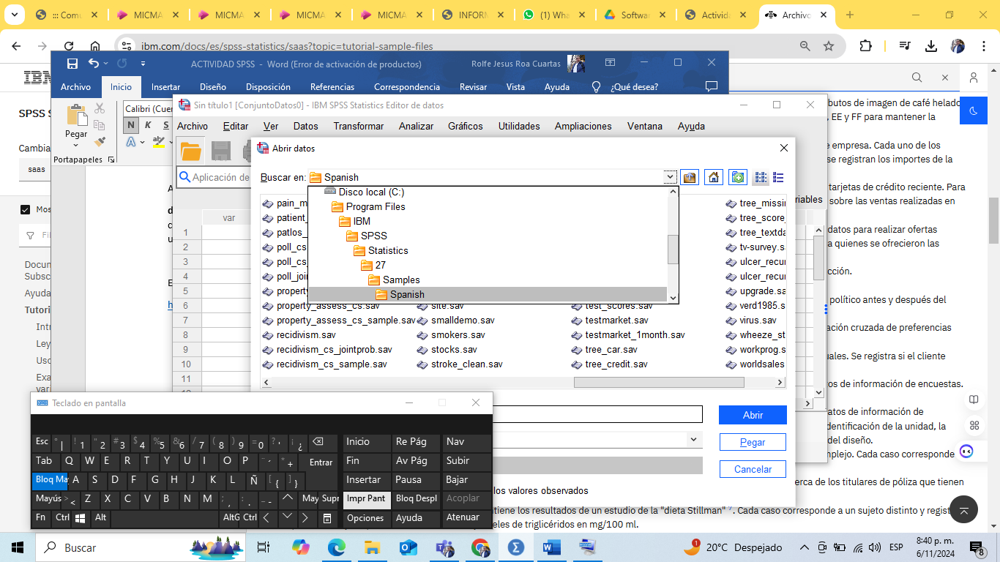 ::: Comu
MICMA
MICMA
MICMA
MICMA
INFORM
(1) Wha
Software
Activida
Archivo
ibm.com/docs/es/spss-statistics/saas?topic=tutorial-sample-files
IBM
SPSS S
Cambia
saas
Mos
Fil
Docum
Subsc
Ayuda
Tutori
Intr
Ley
Uso
Exa
var
ACTIVIDAD SPSS - Word (Error de activación de productos)
Rolfe Jesus Roa Cuartas
Archivo Inicio Insertar Diseño Disposición Referencias Correspondencia Revisar Vista Ayuda ¿Qué desea?
Pegar
Calibri (Cuer
N K S
Portapapeles
Sin título1 [ConjuntoDatos0] - IBM SPSS Statistics Editor de datos
Archivo Editar Ver Datos Transformar Analizar Gráficos Utilidades Ampliaciones Ventana Ayuda
Aplicación de
var
1
2
3
4
5
6
7
8
9
10
11
Abrir datos
Buscar en: Spanish
Disco local (C:)
Program Files
IBM
SPSS
Statistics
27
Samples
Spanish
pain_m
patient_
patlos_
poll_cs
poll_cs_
poll_join
property
property_assess_cs.sav
property_assess_cs_sample.sav
recidivism.sav
recidivism_cs_jointprob.sav
recidivism_cs_sample.sav
site.sav
smalldemo.sav
smokers.sav
stocks.sav
stroke_clean.sav
test_scores.sav
testmarket.sav
testmarket_1month.sav
tree_car.sav
tree_credit.sav
tree_missin
tree_score_
tree_textda
tv-survey.s
ulcer_recu
ulcer_recu
upgrade.sa
verd1985.s
virus.sav
wheeze_st
workprog.s
worldsales
Abrir
Pegar
Cancelar
los valores observados
riables
butos de imagen de café helado
, EE y FF para mantener la
e empresa. Cada uno de los
se registran los importes de la
tarjetas de crédito reciente. Para
sobre las ventas realizadas en
datos para realizar ofertas
a quienes se ofrecieron las
cción.
político antes y después del
ación cruzada de preferencias
uales. Se registra si el cliente
os de información de encuestas.
atos de información de
identificación de la unidad, la
del diseño.
mplejo. Cada caso corresponde
erca de los titulares de póliza que tienen
tiene los resultados de un estudio de la "dieta Stillman" 7. Cada caso corresponde a un sujeto distinto y registr
eles de triglicéridos en mg/100 ml.
Teclado en pantalla
Esc ° | ! 1 " 2 # 3 $ 4 % 5 & 6 / 7 ( 8 ) 9 = 0 ? ' ¡ ¿ Inicio Re Pág Nav
Tab Q W E R T Y U I O P ¨ ´ * + Entrar Fin Av Pág Subir
Bloq Ma A S D F G H J K L Ñ [ { ] } Insertar Pausa Bajar
Mayús > < Z X C V B N M ; , : . _ - May Supr Impr Pant Bloq Despl Acoplar
Fn Ctrl Alt AltG Ctrl Opciones Ayuda Atenuar
Buscar
20°C Despejado
ESP
8:40 p. m.
6/11/2024
8